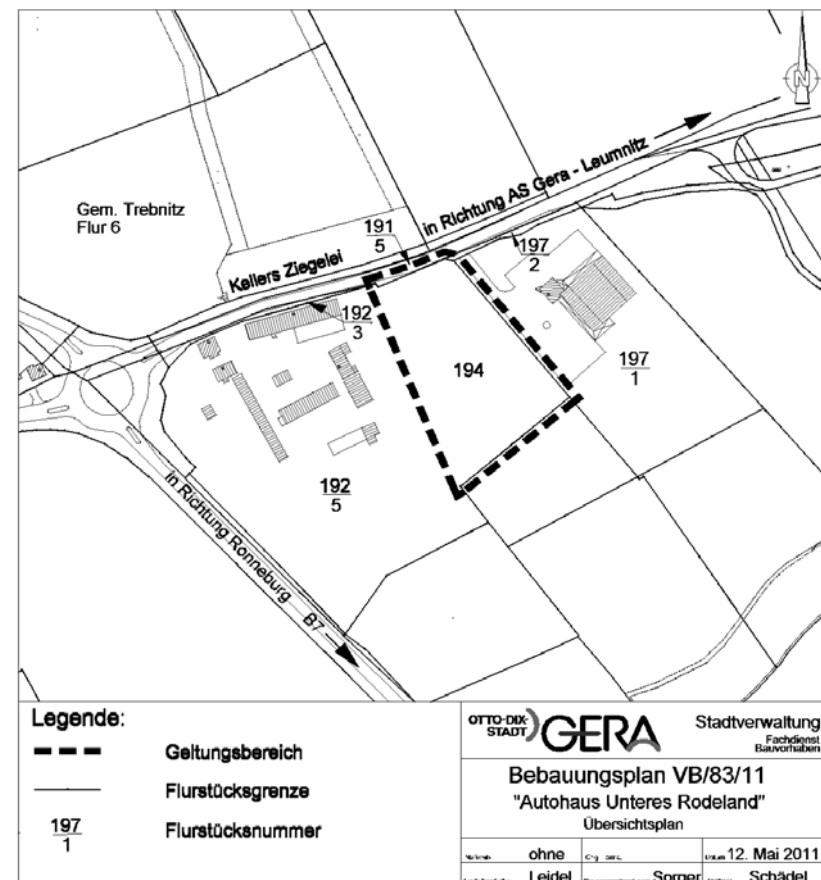 N
Gem. Trebnitz
Flur 6
in Richtung AS Gera - Leumnitz
191
5
Kellers Ziegelei
197
2
192
3
194
197
1
192
5
in Richtung Ronneburg
B7
Legende:
Geltungsbereich
Flurstücksgrenze
197
1
Flurstücksnummer
OTTO-DIX-
STADT
GERA
Stadtverwaltung
Fachdienst
Bauvorhaben
Bebauungsplan VB/83/11
"Autohaus Unteres Rodeland"
Übersichtsplan
ohne
12. Mai 2011
Leidel
Sorger
Schädel